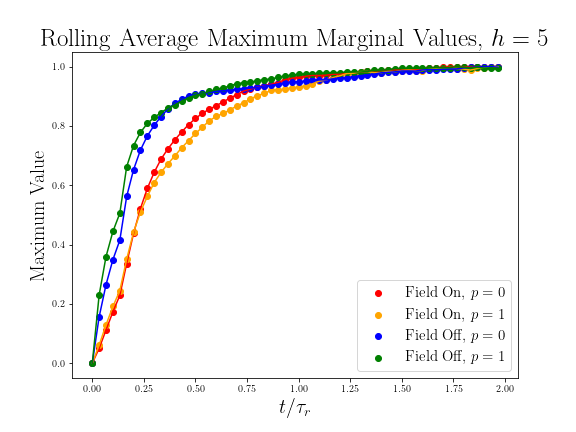 Rolling Average Maximum Marginal Values, h = 5
Maximum Value
1.0
0.8
0.6
0.4
0.2
0.0
0.00 0.25 0.50 0.75 1.00 1.25 1.50 1.75 2.00
t/τr
Field On, p = 0
Field On, p = 1
Field Off, p = 0
Field Off, p = 1